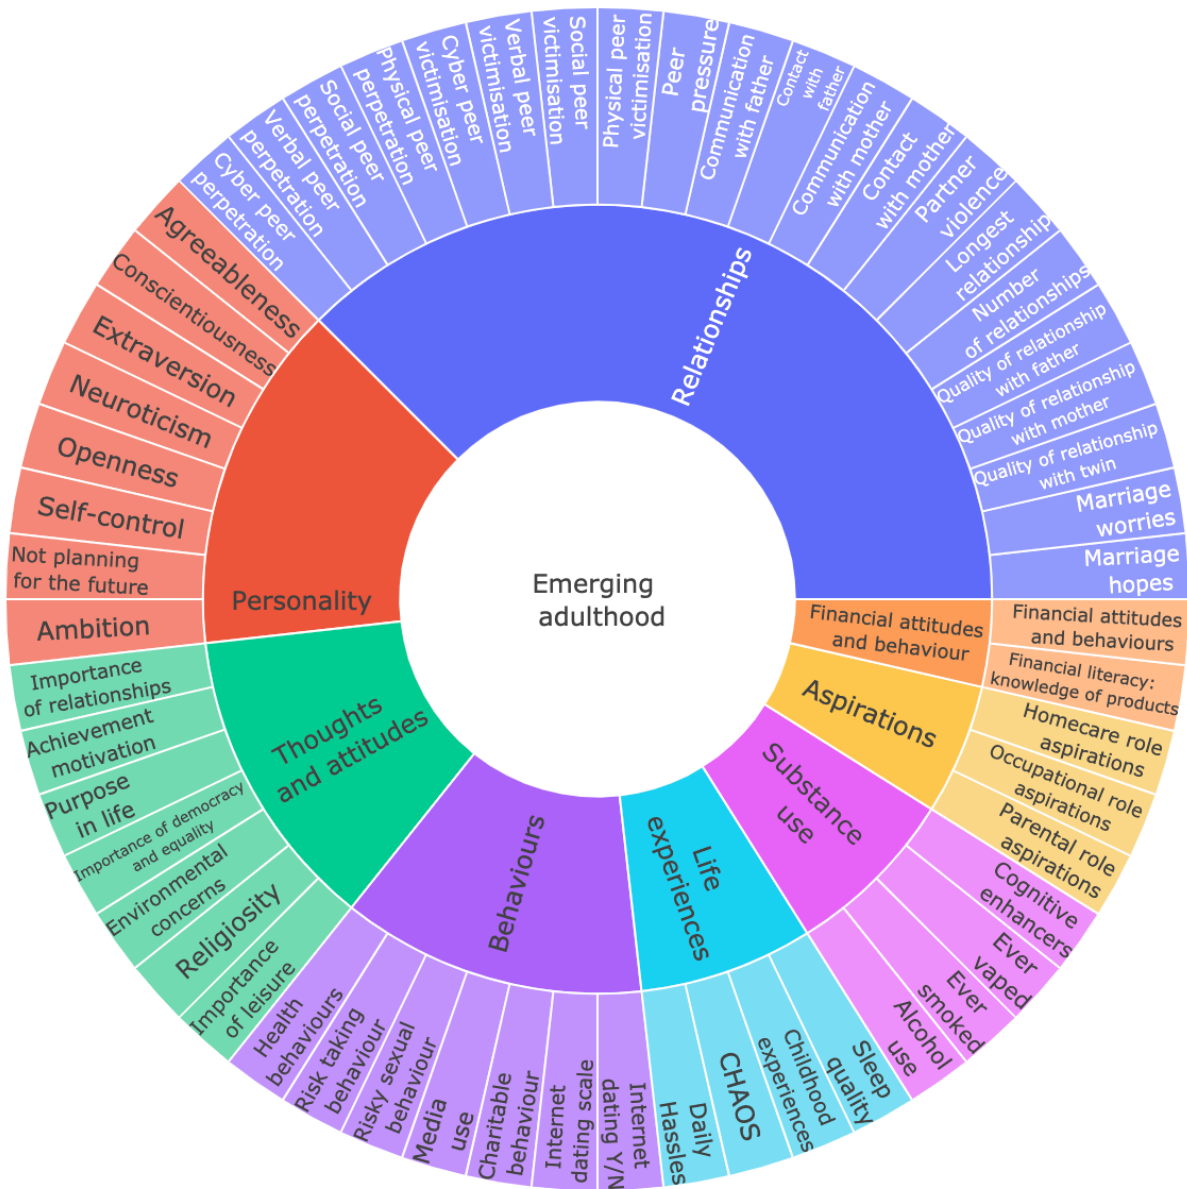 Emerging
adulthood
Relationships
Cyber peer
perpetration
Verbal peer
perpetration
Social peer
perpetration
Physical peer
perpetration
Cyber peer
victimisation
Verbal peer
victimisation
Social peer
victimisation
Physical peer
victimisation
Peer
pressure
Communication
with father
Contact
with
father
Communication
with mother
Contact
with mother
Partner
violence
Longest
relationship
Number
of relationships
Quality of relationship
with father
Quality of relationship
with mother
Quality of relationship
with twin
Marriage
worries
Marriage
hopes
Financial attitudes
and behaviour
Financial attitudes
and behaviours
Financial literacy:
knowledge of products
Aspirations
Homecare role
aspirations
Occupational role
aspirations
Parental role
aspirations
Substance
use
Cognitive
enhancers
Ever
vaped
Ever
smoked
Alcohol
use
Life
experiences
Sleep
quality
Childhood
experiences
CHAOS
Daily
Hassles
Behaviours
Internet
dating Y/N
Internet
dating scale
Charitable
behaviour
Media
use
Risky sexual
behaviour
Risk taking
behaviour
Health
behaviours
Thoughts
and attitudes
Importance
of leisure
Religiosity
Environmental
concerns
Importance of democracy
and equality
Purpose
in life
Achievement
motivation
Importance
of relationships
Personality
Ambition
Not planning
for the future
Self-control
Openness
Neuroticism
Extraversion
Conscientiousness
Agreeableness